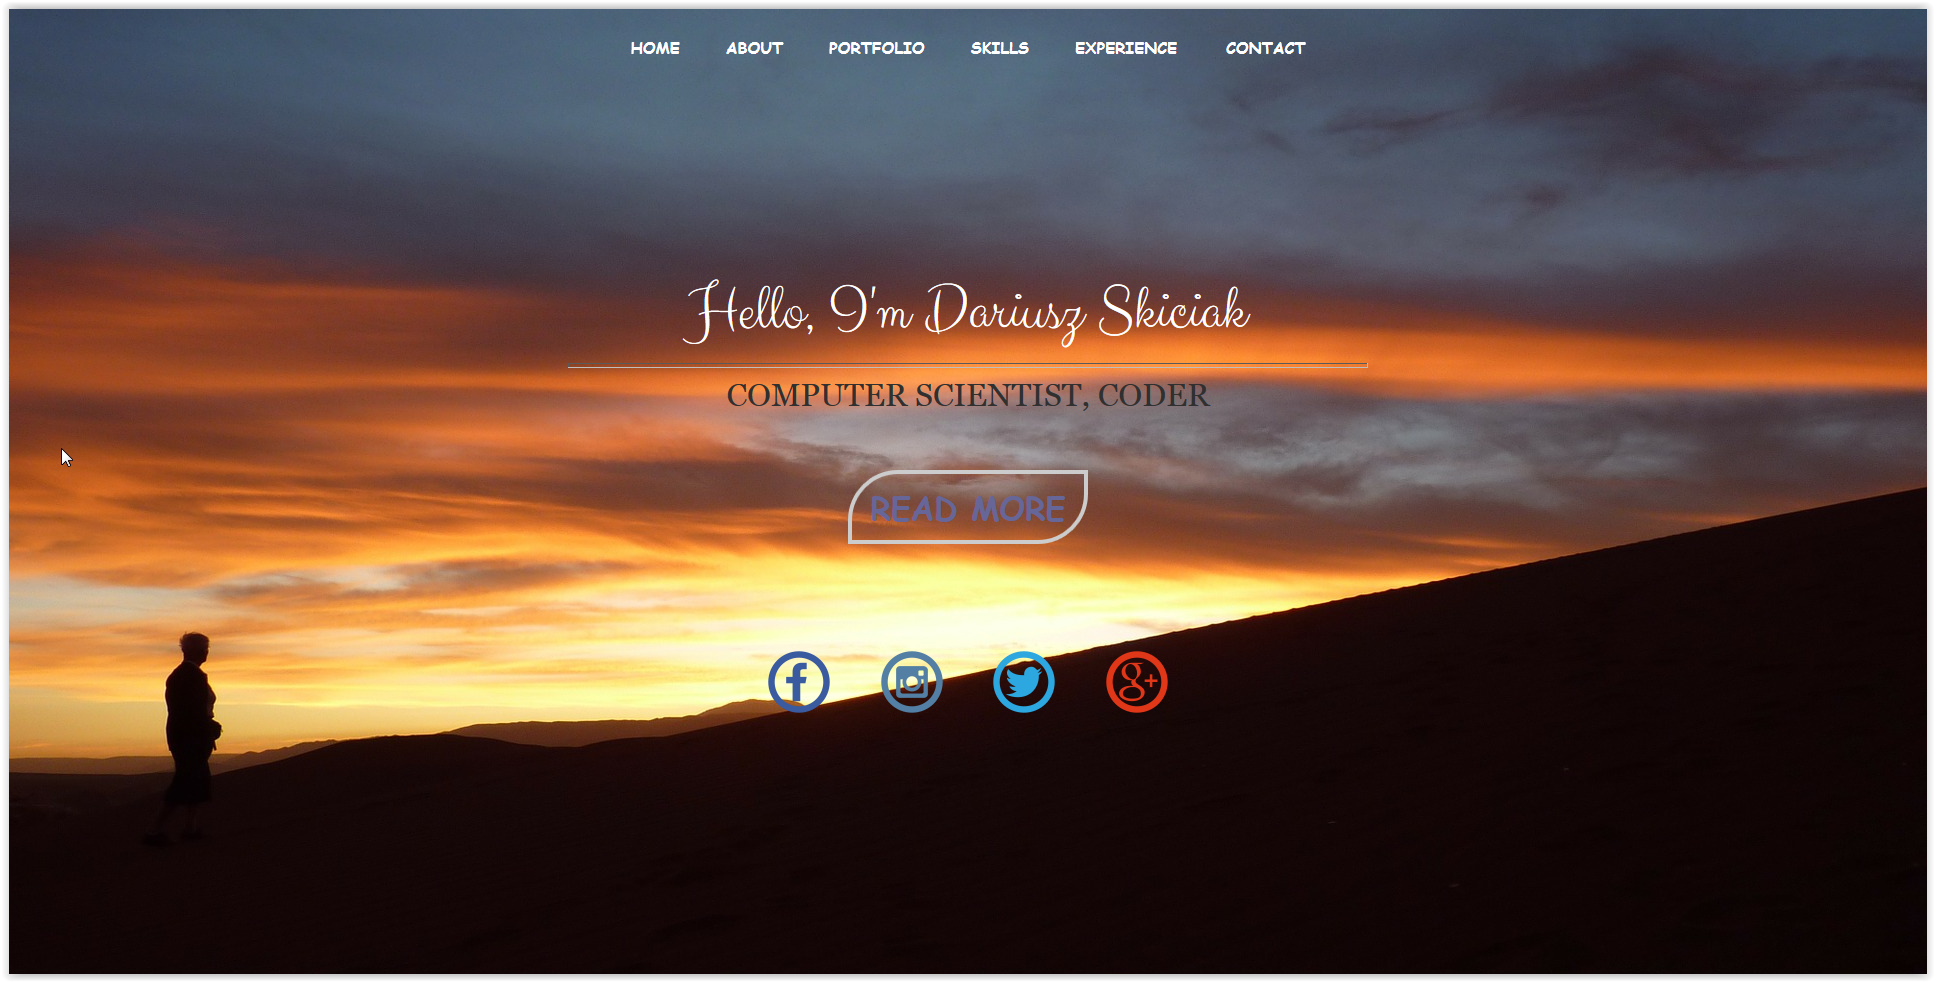 HOME ABOUT PORTFOLIO SKILLS EXPERIENCE CONTACT
Hello, I'm Dariusz Skiciak
COMPUTER SCIENTIST, CODER
READ MORE
f g+